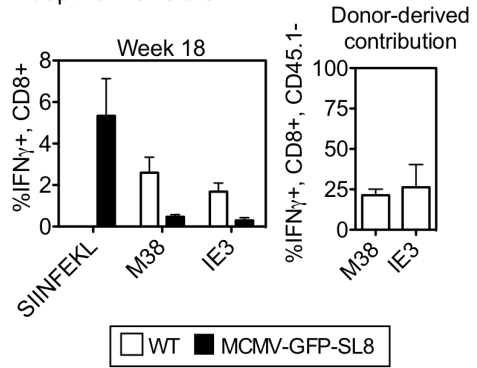 Donor-derived
contribution
Week 18
%IFNγ+, CD8+
8
6
4
2
0
SIINFEKL
M38
IE3
%IFNγ+, CD8+, CD45.1-
100
75
50
25
0
M38
IE3
WT
MCMV-GFP-SL8